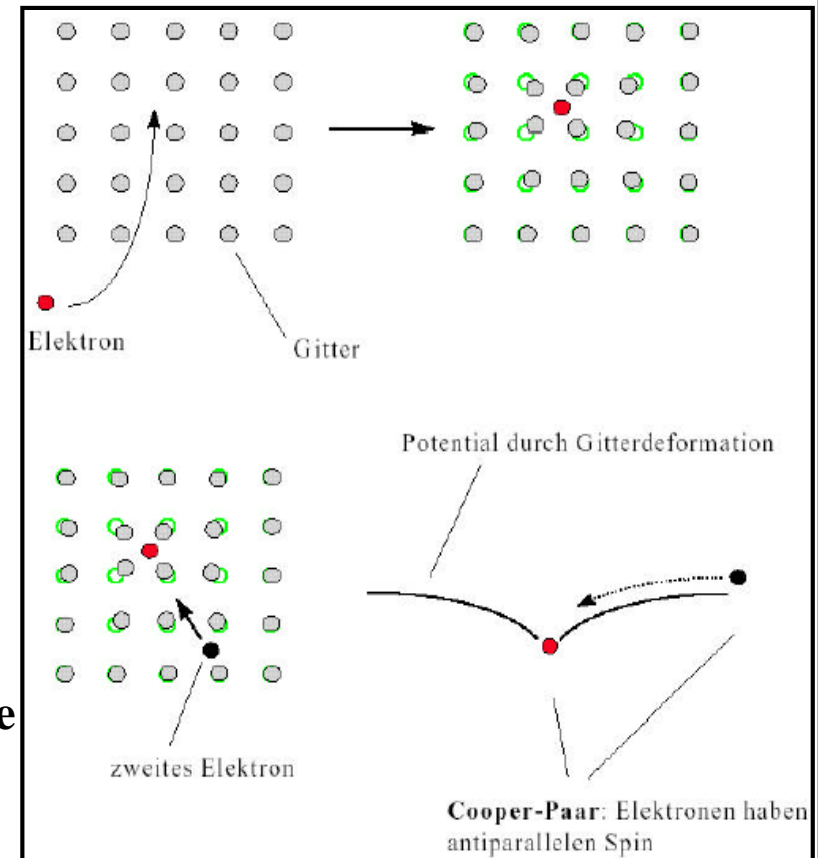 Elektron
Gitter
Potential durch Gitterdeformation
e
zweites Elektron
Cooper-Paar: Elektronen haben
antiparallelen Spin